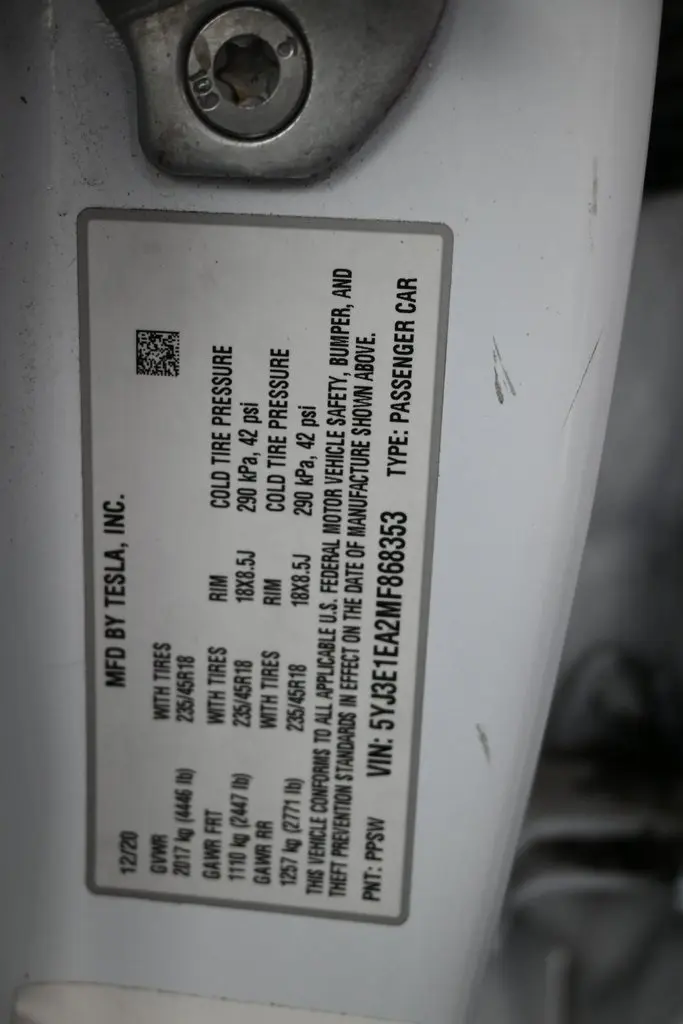 10.9
MFD BY TESLA, INC.
12/20
GVWR WITH TIRES
2017 kg (4446 lb) 235/45R18
GAWR FRT WITH TIRES RIM COLD TIRE PRESSURE
1110 kg (2447 lb) 235/45R18 18X8.5J 290 kPa, 42 psi
GAWR RR WITH TIRES RIM COLD TIRE PRESSURE
1257 kg (2771 lb) 235/45R18 18X8.5J 290 kPa, 42 psi
THIS VEHICLE CONFORMS TO ALL APPLICABLE U.S. FEDERAL MOTOR VEHICLE SAFETY, BUMPER, AND
THEFT PREVENTION STANDARDS IN EFFECT ON THE DATE OF MANUFACTURE SHOWN ABOVE.
PNT: PPSW VIN: 5YJ3E1EA2MF868353 TYPE: PASSENGER CAR